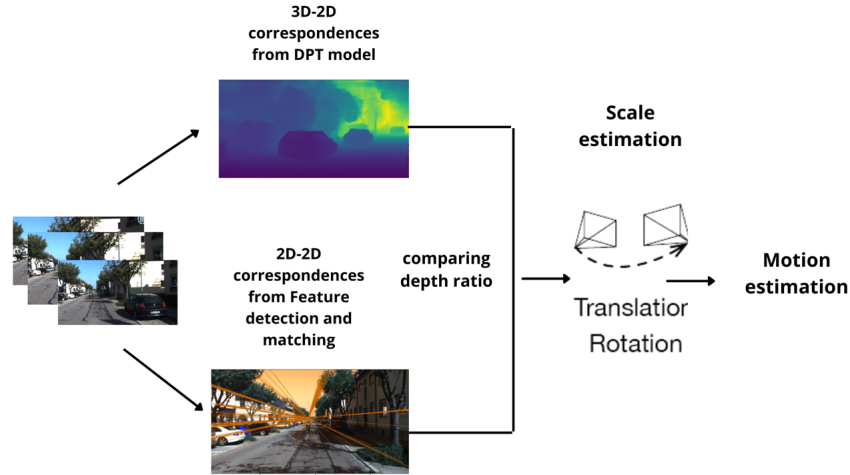 3D-2D
correspondences
from DPT model
2D-2D
correspondences
from Feature
detection and
matching
comparing
depth ratio
Scale
estimation
Translatior
Rotation
Motion
estimation